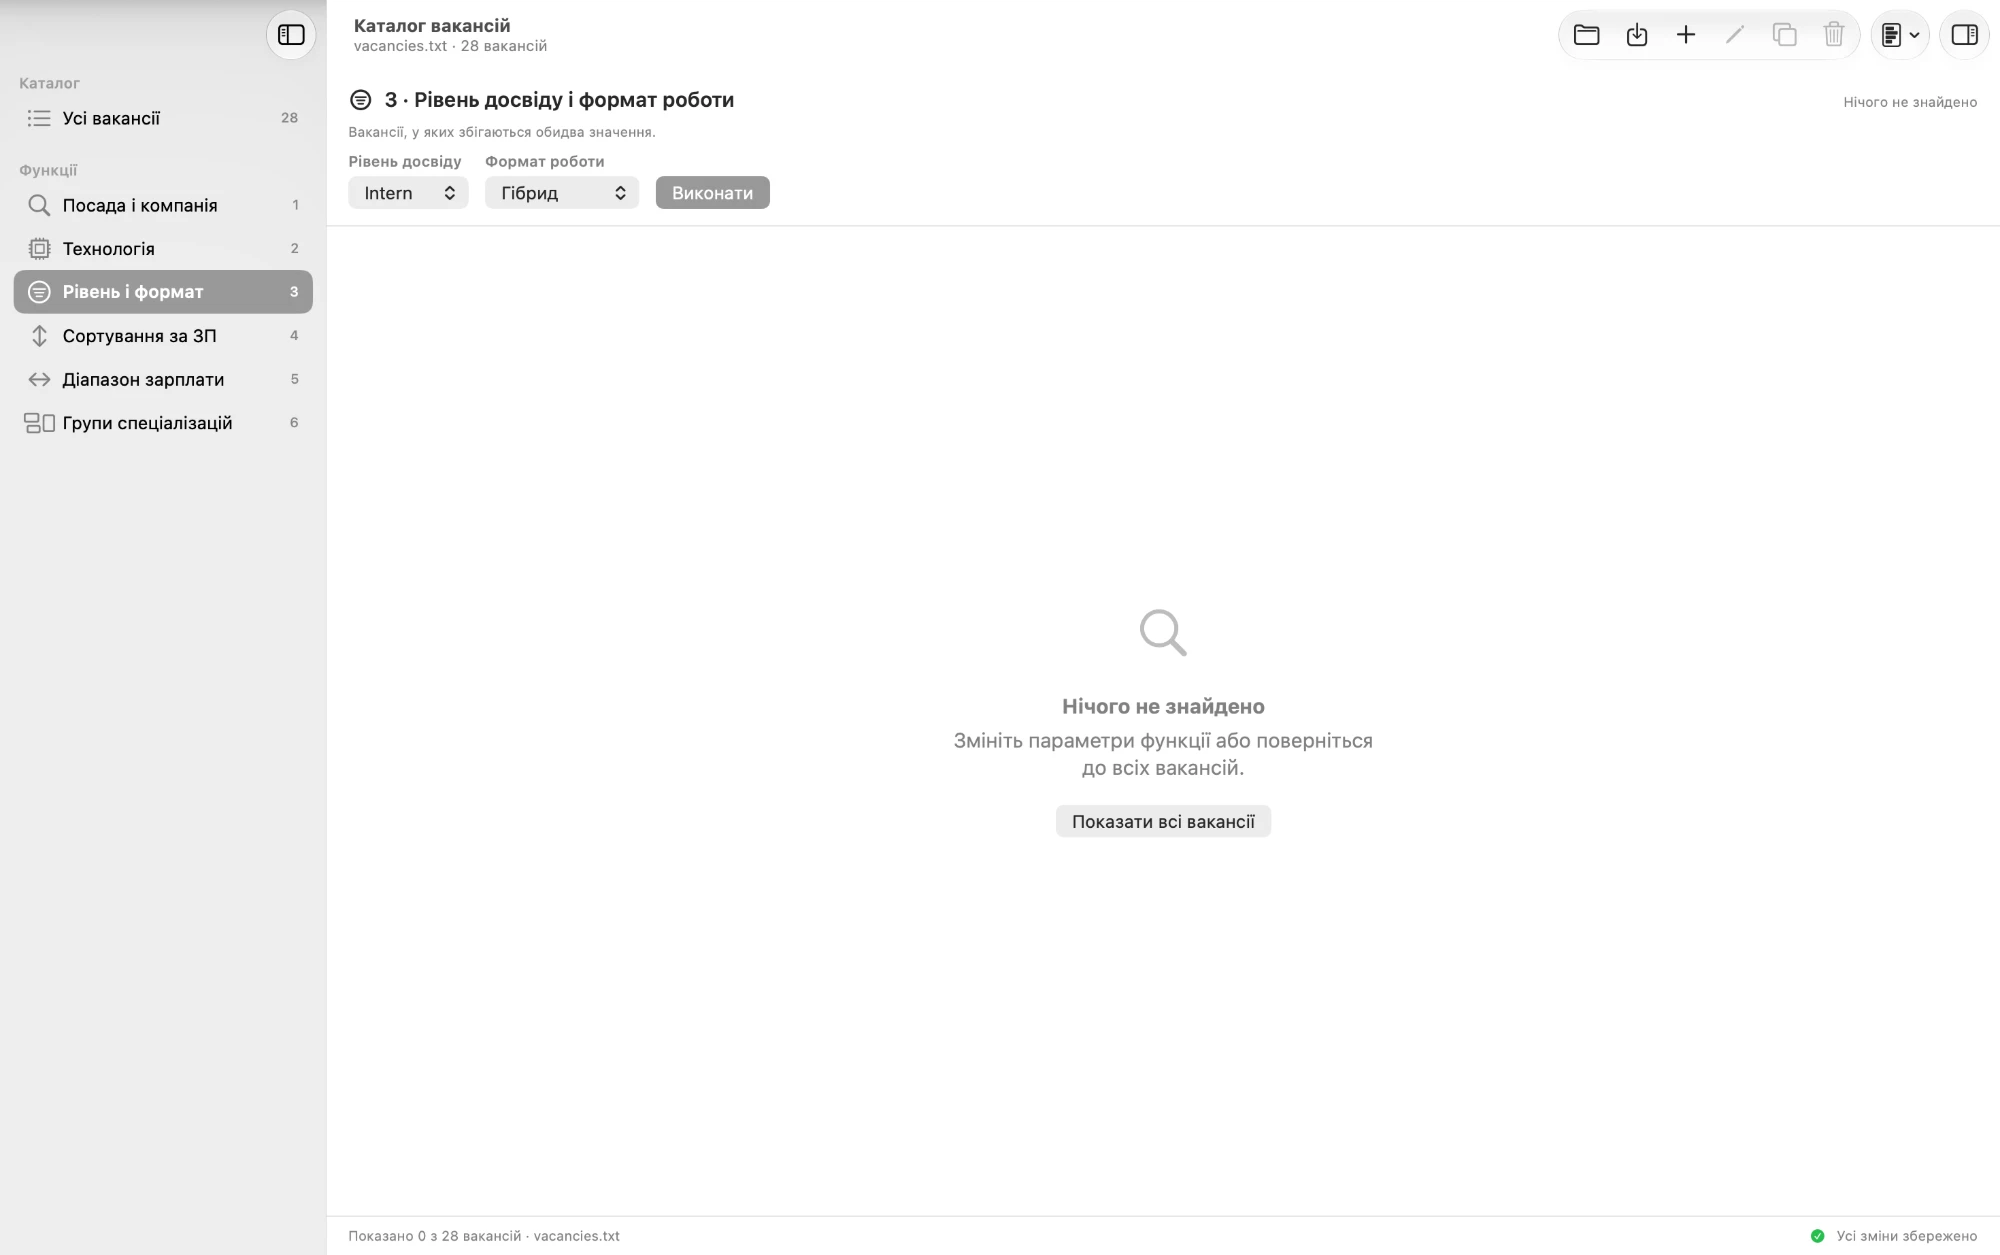 Каталог
Усі вакансії 28
Функції
Посада і компанія 1
Технологія 2
Рівень і формат 3
Сортування за ЗП 4
Діапазон зарплати 5
Групи спеціалізацій 6
Каталог вакансій
vacancies.txt · 28 вакансій
3 · Рівень досвіду і формат роботи
Нічого не знайдено
Вакансії, у яких збігаються обидва значення.
Рівень досвіду Формат роботи
Intern Гібрид Виконати
Нічого не знайдено
Змініть параметри функції або поверніться
до всіх вакансій.
Показати всі вакансії
Показано 0 з 28 вакансій · vacancies.txt
Усі зміни збережено